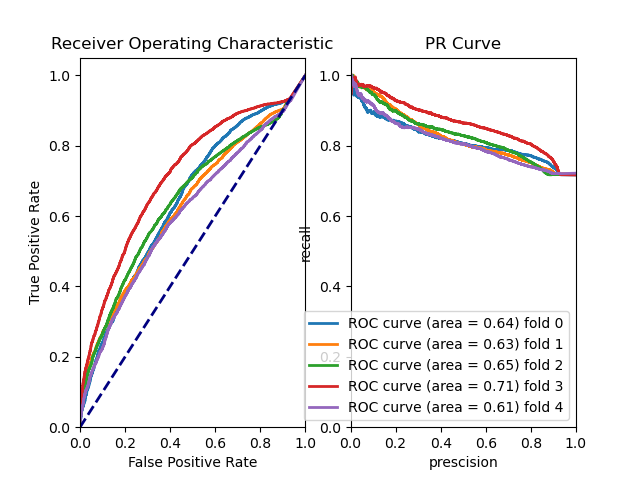 Receiver Operating Characteristic
PR Curve
True Positive Rate
1.0
0.8
0.6
0.4
0.2
0.0
0.0 0.2 0.4 0.6 0.8 1.0
False Positive Rate
recall
1.0
0.8
0.6
0.4
0.2
0.0
0.0 0.2 0.4 0.6 0.8 1.0
prescision
ROC curve (area = 0.64) fold 0
ROC curve (area = 0.63) fold 1
ROC curve (area = 0.65) fold 2
ROC curve (area = 0.71) fold 3
ROC curve (area = 0.61) fold 4